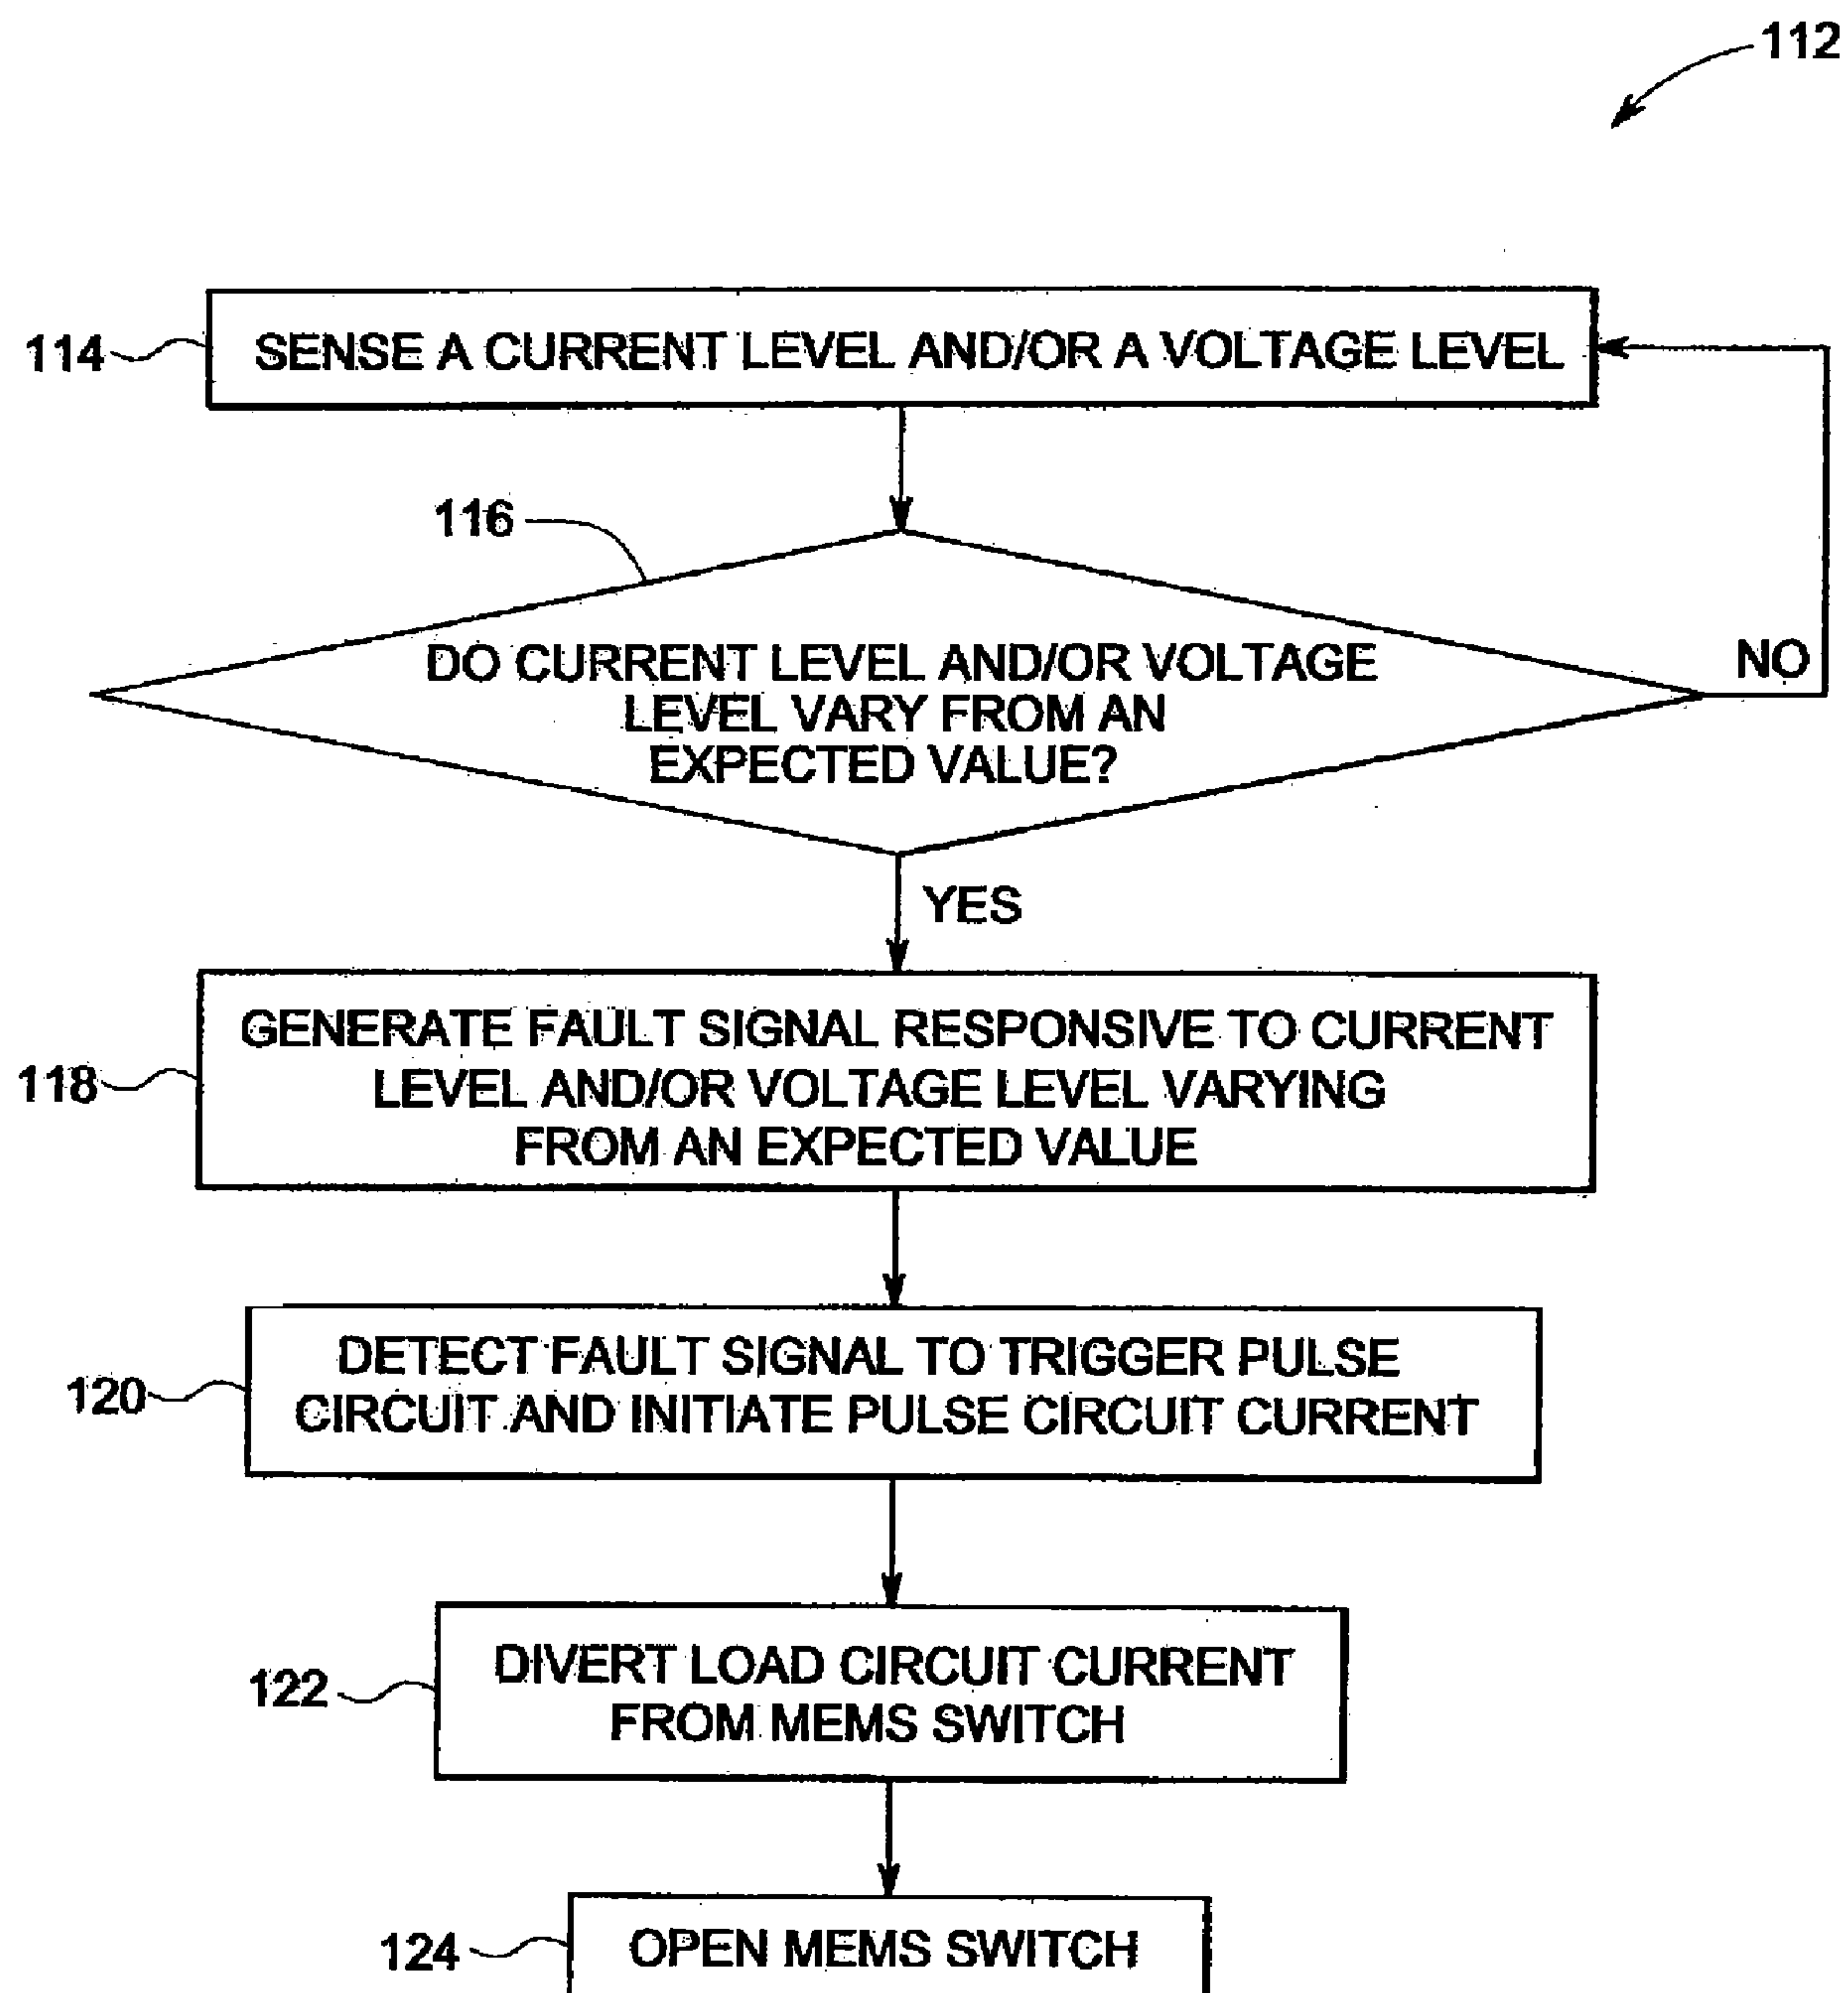 112
114
SENSE A CURRENT LEVEL AND/OR A VOLTAGE LEVEL
116
DO CURRENT LEVEL AND/OR VOLTAGE
LEVEL VARY FROM AN
EXPECTED VALUE?
NO
YES
118
GENERATE FAULT SIGNAL RESPONSIVE TO CURRENT
LEVEL AND/OR VOLTAGE LEVEL VARYING
FROM AN EXPECTED VALUE
120
DETECT FAULT SIGNAL TO TRIGGER PULSE
CIRCUIT AND INITIATE PULSE CIRCUIT CURRENT
122
DIVERT LOAD CIRCUIT CURRENT
FROM MEMS SWITCH
124
OPEN MEMS SWITCH